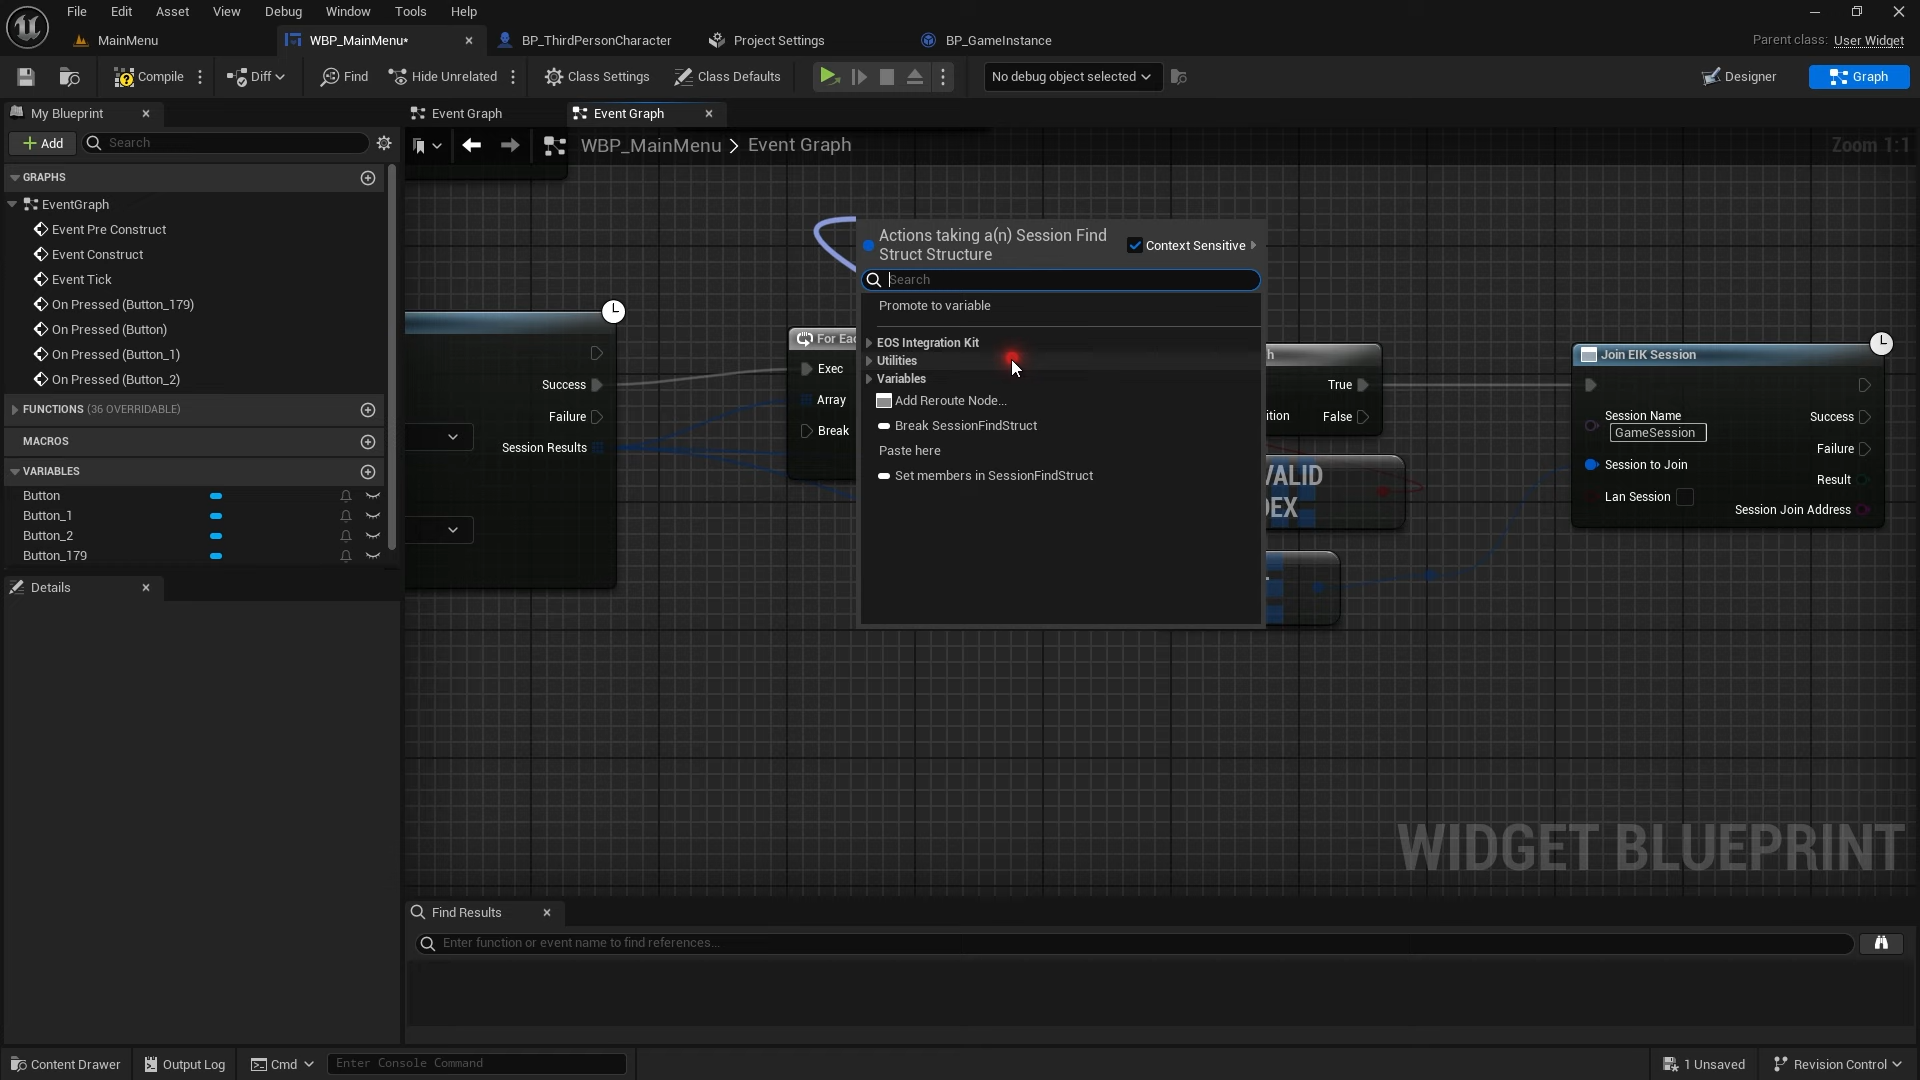 File Edit Asset View Debug Window Tools Help
MainMenu
WBP_MainMenu*
BP_ThirdPersonCharacter
Project Settings
BP_GameInstance
Parent class: User Widget
Compile
Diff
Find
Hide Unrelated
Class Settings
Class Defaults
No debug object selected
Designer
Graph
My Blueprint
Event Graph
Event Graph
Add
Search
WBP_MainMenu > Event Graph
Zoom 1:1
GRAPHS
EventGraph
Event Pre Construct
Event Construct
Event Tick
On Pressed (Button_179)
On Pressed (Button)
On Pressed (Button_1)
On Pressed (Button_2)
FUNCTIONS (36 OVERRIDABLE)
MACROS
VARIABLES
Button
Button_1
Button_2
Button_179
Details
Success
Failure
Session Results
For Eac
Exec
Array
Break
Actions taking a(n) Session Find
Struct Structure
Context Sensitive
Search
Promote to variable
EOS Integration Kit
Utilities
Variables
Add Reroute Node...
Break SessionFindStruct
Paste here
Set members in SessionFindStruct
h
True
ition
False
VALID
DEX
Join EIK Session
Session Name
GameSession
Session to Join
Lan Session
Success
Failure
Result
Session Join Address
WIDGET BLUEPRINT
Find Results
Enter function or event name to find references...
Content Drawer
Output Log
Cmd
Enter Console Command
1 Unsaved
Revision Control